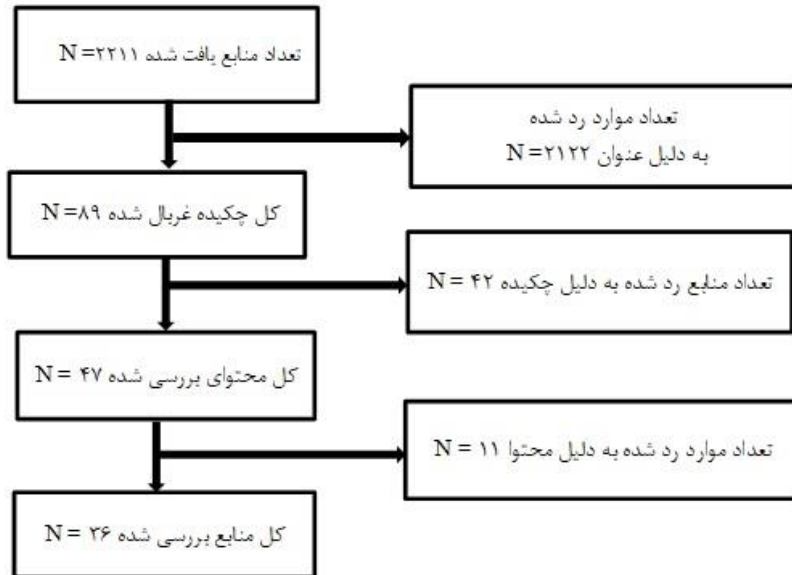 تعداد منابع یافت شده N =۲۲۱۱
تعداد موارد رد شده
به دلیل عنوان N=۲۱۲۲
کل چکیده غربال شده N =۸۹
تعداد منابع رد شده به دلیل چکیده N = ۴۲
کل محتوای بررسی شده N = ۴۷
تعداد موارد رد شده به دلیل محتوا N = ۱۱
کل منابع بررسی شده N = ۳۶